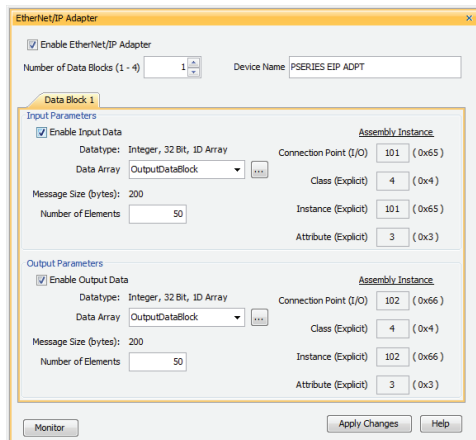 EtherNet/IP Adapter
Enable EtherNet/IP Adapter
Number of Data Blocks (1 - 4) 1 Device Name PSERIES EIP ADPT
Data Block 1
Input Parameters
Enable Input Data Assembly Instance
Datatype: Integer, 32 Bit, 1D Array Connection Point (I/O) 101 ( 0x65 )
Data Array OutputDataBlock ... Class (Explicit) 4 ( 0x4 )
Message Size (bytes): 200 Instance (Explicit) 101 ( 0x65 )
Number of Elements 50 Attribute (Explicit) 3 ( 0x3 )
Output Parameters
Enable Output Data Assembly Instance
Datatype: Integer, 32 Bit, 1D Array Connection Point (I/O) 102 ( 0x66 )
Data Array OutputDataBlock ... Class (Explicit) 4 ( 0x4 )
Message Size (bytes): 200 Instance (Explicit) 102 ( 0x66 )
Number of Elements 50 Attribute (Explicit) 3 ( 0x3 )
Monitor Apply Changes Help